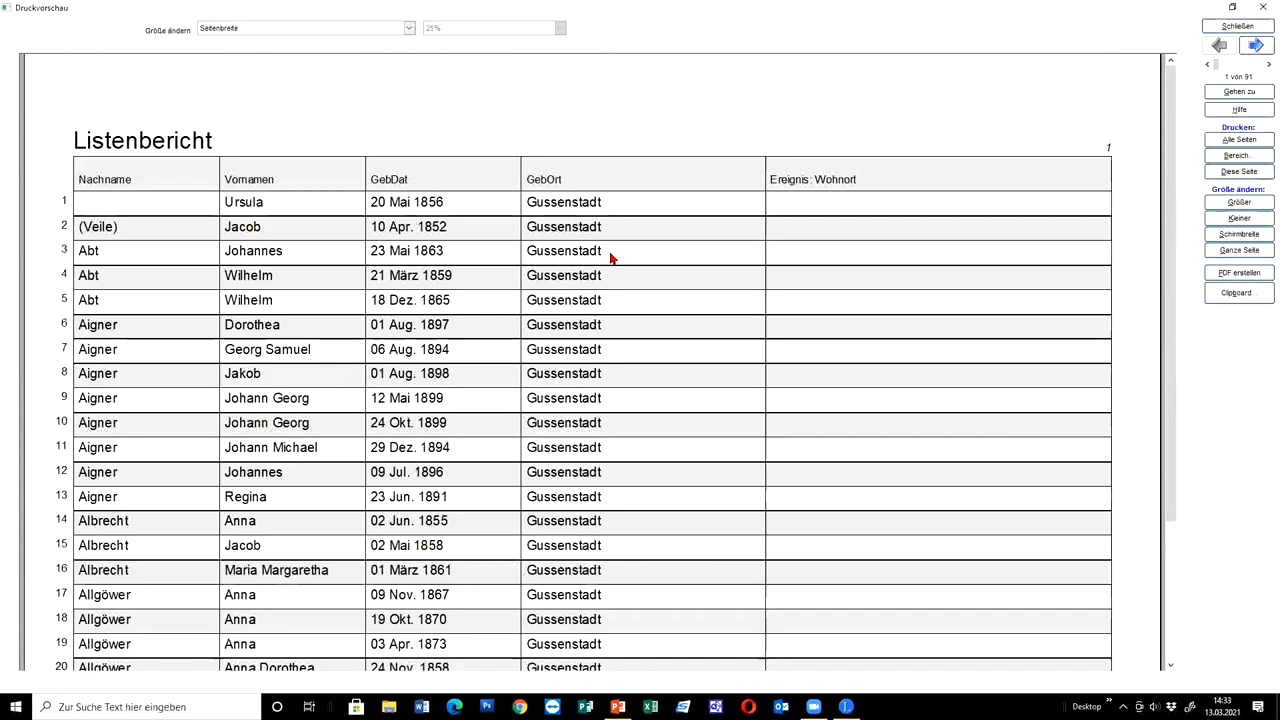 Druckvorschau
Größe ändern Seitenbreite 25%
Schließen
1 von 91
Gehen zu
Hilfe
Drucken:
Alle Seiten
Bereich..
Diese Seite
Größe ändern:
Größer
Kleiner
Schirmbreite
Ganze Seite
PDF erstellen
Clipboard...
Listenbericht 1
Nachname Vornamen GebDat GebOrt Ereignis: Wohnort
1 Ursula 20 Mai 1856 Gussenstadt
2 (Veile) Jacob 10 Apr. 1852 Gussenstadt
3 Abt Johannes 23 Mai 1863 Gussenstadt
4 Abt Wilhelm 21 März 1859 Gussenstadt
5 Abt Wilhelm 18 Dez. 1865 Gussenstadt
6 Aigner Dorothea 01 Aug. 1897 Gussenstadt
7 Aigner Georg Samuel 06 Aug. 1894 Gussenstadt
8 Aigner Jakob 01 Aug. 1898 Gussenstadt
9 Aigner Johann Georg 12 Mai 1899 Gussenstadt
10 Aigner Johann Georg 24 Okt. 1899 Gussenstadt
11 Aigner Johann Michael 29 Dez. 1894 Gussenstadt
12 Aigner Johannes 09 Jul. 1896 Gussenstadt
13 Aigner Regina 23 Jun. 1891 Gussenstadt
14 Albrecht Anna 02 Jun. 1855 Gussenstadt
15 Albrecht Jacob 02 Mai 1858 Gussenstadt
16 Albrecht Maria Margaretha 01 März 1861 Gussenstadt
17 Allgöwer Anna 09 Nov. 1867 Gussenstadt
18 Allgöwer Anna 19 Okt. 1870 Gussenstadt
19 Allgöwer Anna 03 Apr. 1873 Gussenstadt
20 Allgöwer Anna Dorothea 24 Nov. 1858 Gussenstadt
Zur Suche Text hier eingeben
Desktop
14:33
13.03.2021